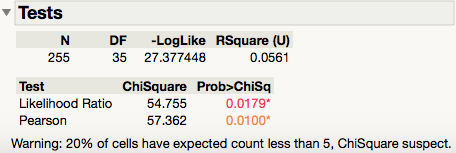 Tests
N DF -LogLike RSquare (U)
255 35 27.377448 0.0561
Test ChiSquare Prob>ChiSq
Likelihood Ratio 54.755 0.0179*
Pearson 57.362 0.0100*
Warning: 20% of cells have expected count less than 5, ChiSquare suspect.